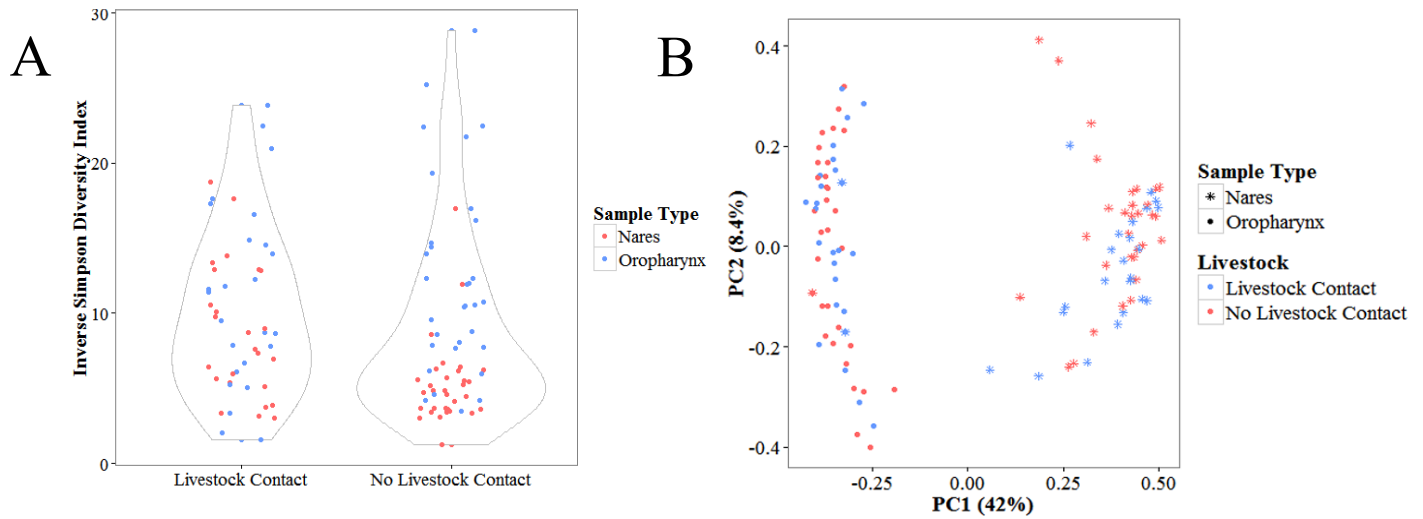 A
Inverse Simpson Diversity Index
30
20
10
0
Livestock Contact
No Livestock Contact
Sample Type
Nares
Oropharynx
B
PC2 (8.4%)
0.4
0.2
0.0
-0.2
-0.4
-0.25
0.00
0.25
0.50
PC1 (42%)
Sample Type
Nares
Oropharynx
Livestock
Livestock Contact
No Livestock Contact